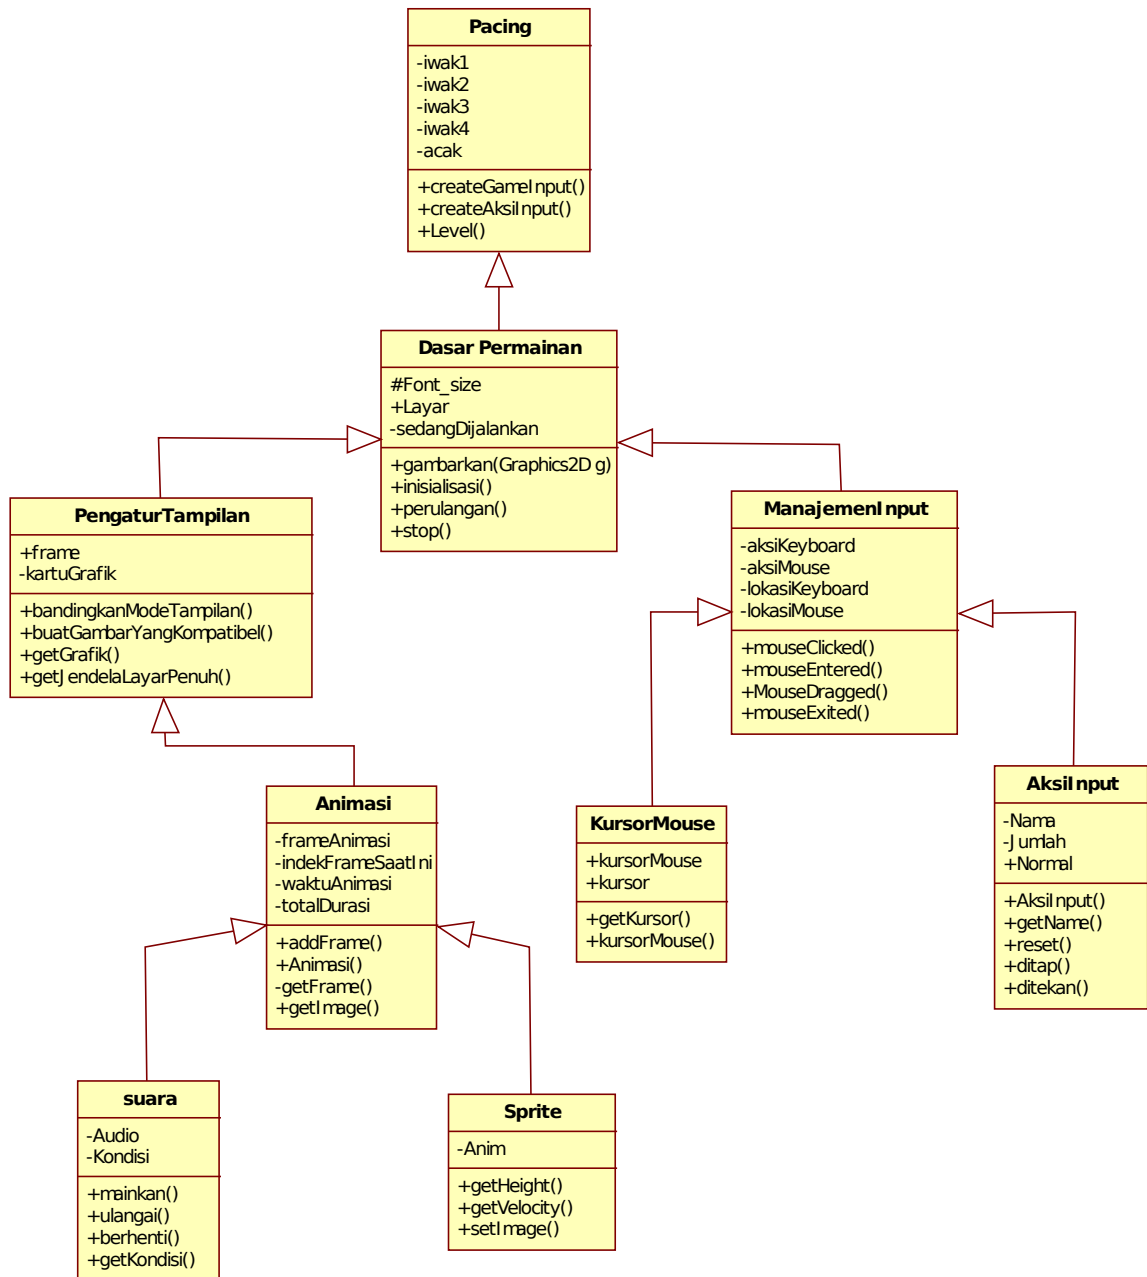 Pacing
-iwak1
-iwak2
-iwak3
-iwak4
-acak
+createGameInput()
+createAksiInput()
+Level()
Dasar Permainan
#Font_size
+Layar
-sedangDijalankan
+gambarkan(Graphics2D g)
+inisialisasi()
+perulangan()
+stop()
PengaturTampilan
+frame
-kartuGrafik
+bandingkanModeTampilan()
+buatGambarYangKompatibel()
+getGrafik()
+getJendelaLayarPenuh()
ManajemenInput
-aksiKeyboard
-aksiMouse
-lokasiKeyboard
-lokasiMouse
+mouseClicked()
+mouseEntered()
+MouseDragged()
+mouseExited()
Animasi
-frameAnimasi
-indekFrameSaatIni
-waktuAnimasi
-totalDurasi
+addFrame()
+Animasi()
-getFrame()
+getImage()
KursorMouse
+kursorMouse
+kursor
+getKursor()
+kursorMouse()
AksiInput
-Nama
-Jumlah
+Normal
+AksiInput()
+getName()
+reset()
+ditap()
+ditekan()
suara
-Audio
-Kondisi
+mainkan()
+ulangai()
+berhenti()
+getKondisi()
Sprite
-Anim
+getHeight()
+getVelocity()
+setImage()